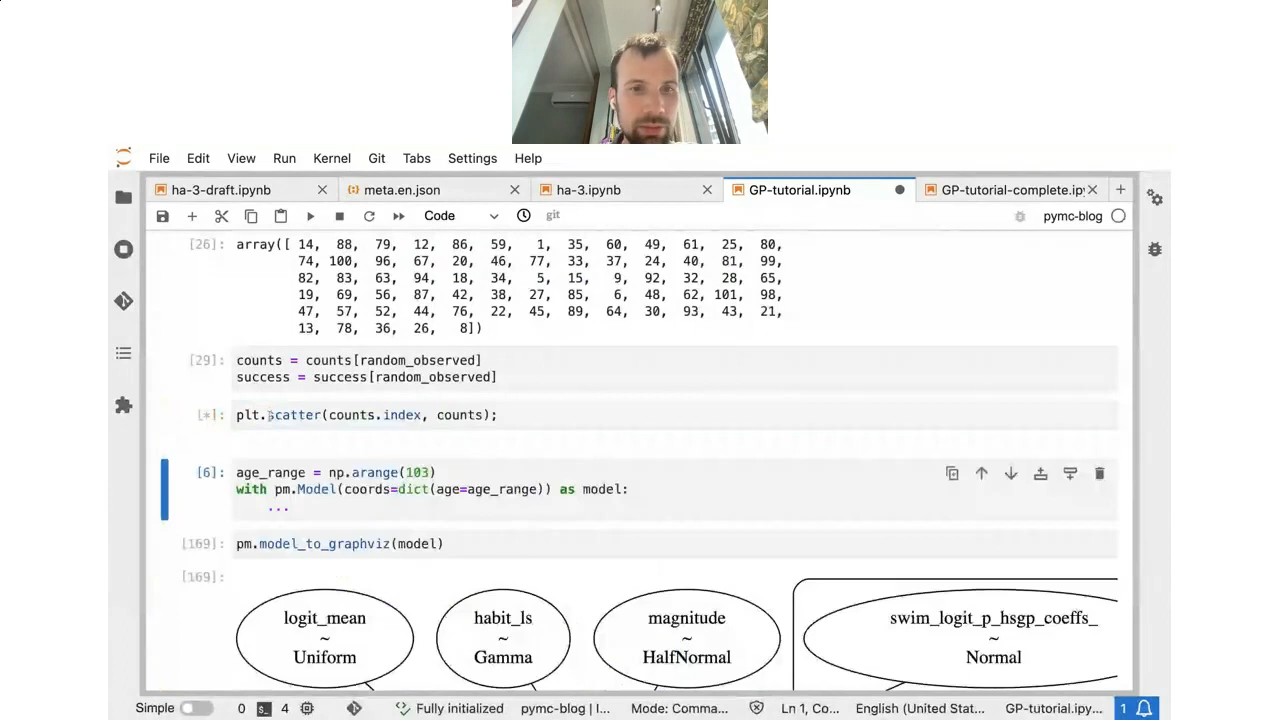 File Edit View Run Kernel Git Tabs Settings Help
ha-3-draft.ipynb meta.en.json ha-3.ipynb GP-tutorial.ipynb GP-tutorial-complete.ip
Code git pymc-blog
[26]: array([ 14, 88, 79, 12, 86, 59, 1, 35, 60, 49, 61, 25, 80,
74, 100, 96, 67, 20, 46, 77, 33, 37, 24, 40, 81, 99,
82, 83, 63, 94, 18, 34, 5, 15, 9, 92, 32, 28, 65,
19, 69, 56, 87, 42, 38, 27, 85, 6, 48, 62, 101, 98,
47, 57, 52, 44, 76, 22, 45, 89, 64, 30, 93, 43, 21,
13, 78, 36, 26, 8])
[29]: counts = counts[random_observed]
success = success[random_observed]
[*]: plt.scatter(counts.index, counts);
[6]: age_range = np.arange(103)
with pm.Model(coords=dict(age=age_range)) as model:
...
[169]: pm.model_to_graphviz(model)
[169]:
logit_mean habit_ls magnitude swim_logit_p_hsgp_coeffs_
~ ~ ~ ~
Uniform Gamma HalfNormal Normal
Simple 0 4 Fully initialized pymc-blog | I... Mode: Comma... Ln 1, Co... English (United Stat... GP-tutorial.ipy... 1